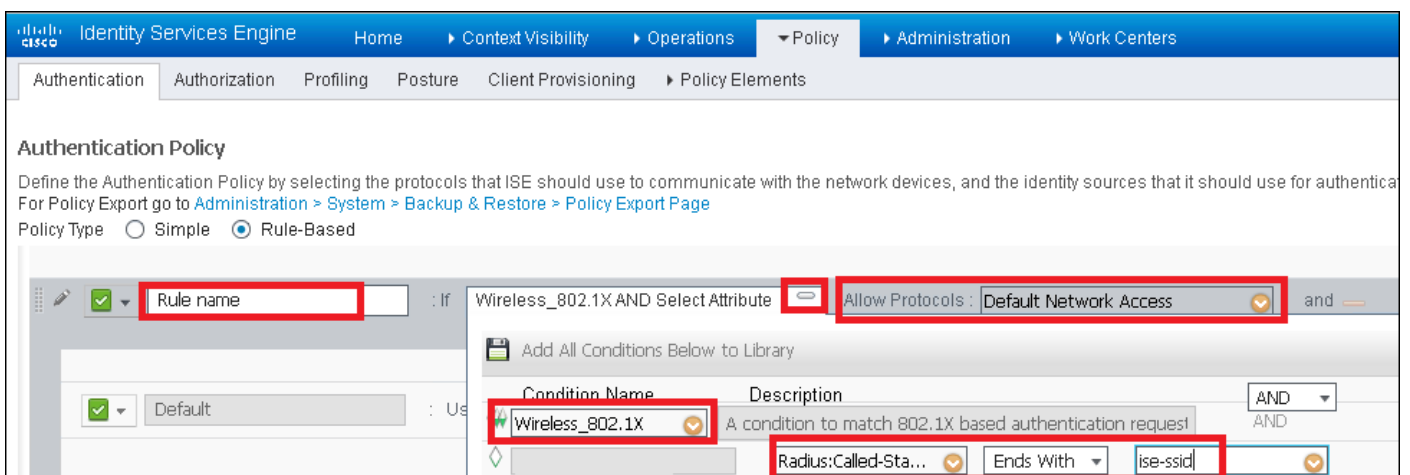 cisco Identity Services Engine Home Context Visibility Operations Policy Administration Work Centers
Authentication Authorization Profiling Posture Client Provisioning Policy Elements
Authentication Policy
Define the Authentication Policy by selecting the protocols that ISE should use to communicate with the network devices, and the identity sources that it should use for authentica
For Policy Export go to Administration > System > Backup & Restore > Policy Export Page
Policy Type Simple Rule-Based
Rule name : If Wireless_802.1X AND Select Attribute Allow Protocols : Default Network Access and
Add All Conditions Below to Library
Condition Name Description AND
Default : Us
Wireless_802.1X A condition to match 802.1X based authentication request AND
Radius:Called-Sta... Ends With ise-ssid